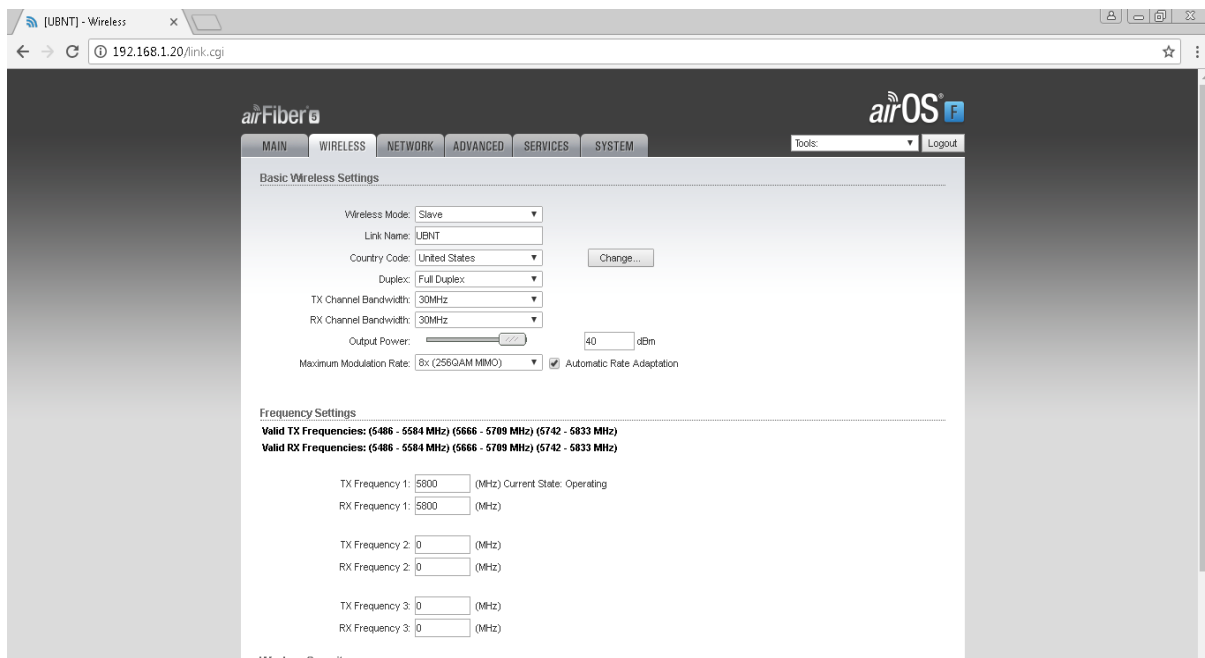 [UBNT] - Wireless
192.168.1.20/link.cgi
airFiber 5
airOS F
MAIN WIRELESS NETWORK ADVANCED SERVICES SYSTEM Tools: Logout
Basic Wireless Settings
Wireless Mode: Slave
Link Name: UBNT
Country Code: United States Change...
Duplex: Full Duplex
TX Channel Bandwidth: 30MHz
RX Channel Bandwidth: 30MHz
Output Power: 40 dBm
Maximum Modulation Rate: 8x (256QAM MIMO) Automatic Rate Adaptation
Frequency Settings
Valid TX Frequencies: (5486 - 5584 MHz) (5666 - 5709 MHz) (5742 - 5833 MHz)
Valid RX Frequencies: (5486 - 5584 MHz) (5666 - 5709 MHz) (5742 - 5833 MHz)
TX Frequency 1: 5800 (MHz) Current State: Operating
RX Frequency 1: 5800 (MHz)
TX Frequency 2: 0 (MHz)
RX Frequency 2: 0 (MHz)
TX Frequency 3: 0 (MHz)
RX Frequency 3: 0 (MHz)